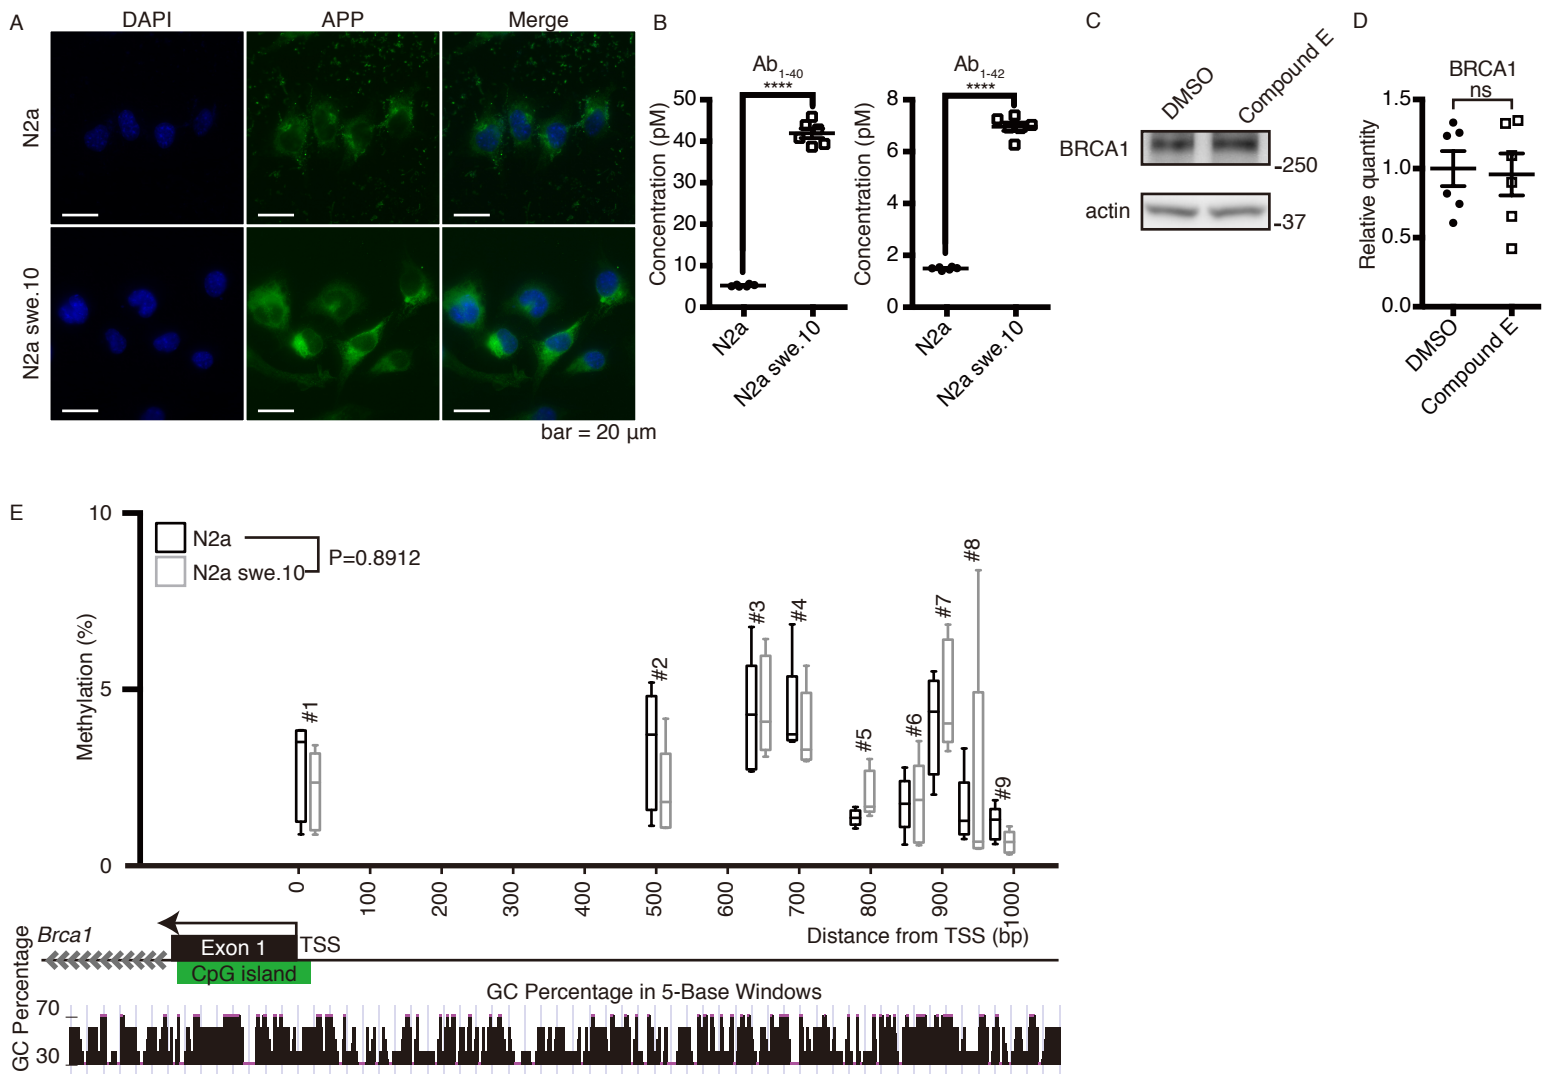 A
DAPI
APP
Merge
N2a
N2a swe.10
bar = 20 µm
B
Ab1-40
****
Concentration (pM)
50
40
30
20
10
0
N2a
N2a swe.10
Ab1-42
****
Concentration (pM)
8
6
4
2
0
N2a
N2a swe.10
C
DMSO
Compound E
BRCA1
-250
actin
-37
D
BRCA1
ns
Relative quantity
1.5
1.0
0.5
0.0
DMSO
Compound E
E
Methylation (%)
10
5
0
N2a
N2a swe.10
P=0.8912
#1
#2
#3
#4
#5
#6
#7
#8
#9
0 100 200 300 400 500 600 700 800 900 1000
Distance from TSS (bp)
Brca1
Exon 1
TSS
CpG island
GC Percentage in 5-Base Windows
GC Percentage
70
30